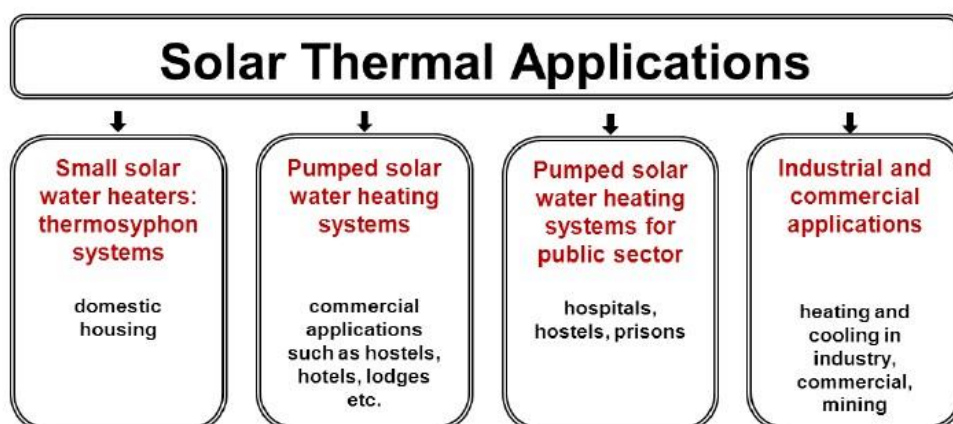 Solar Thermal Applications
Small solar
water heaters:
thermosyphon
systems
domestic
housing
Pumped solar
water heating
systems
commercial
applications
such as hostels,
hotels, lodges
etc.
Pumped solar
water heating
systems for
public sector
hospitals,
hostels, prisons
Industrial and
commercial
applications
heating and
cooling in
industry,
commercial,
mining